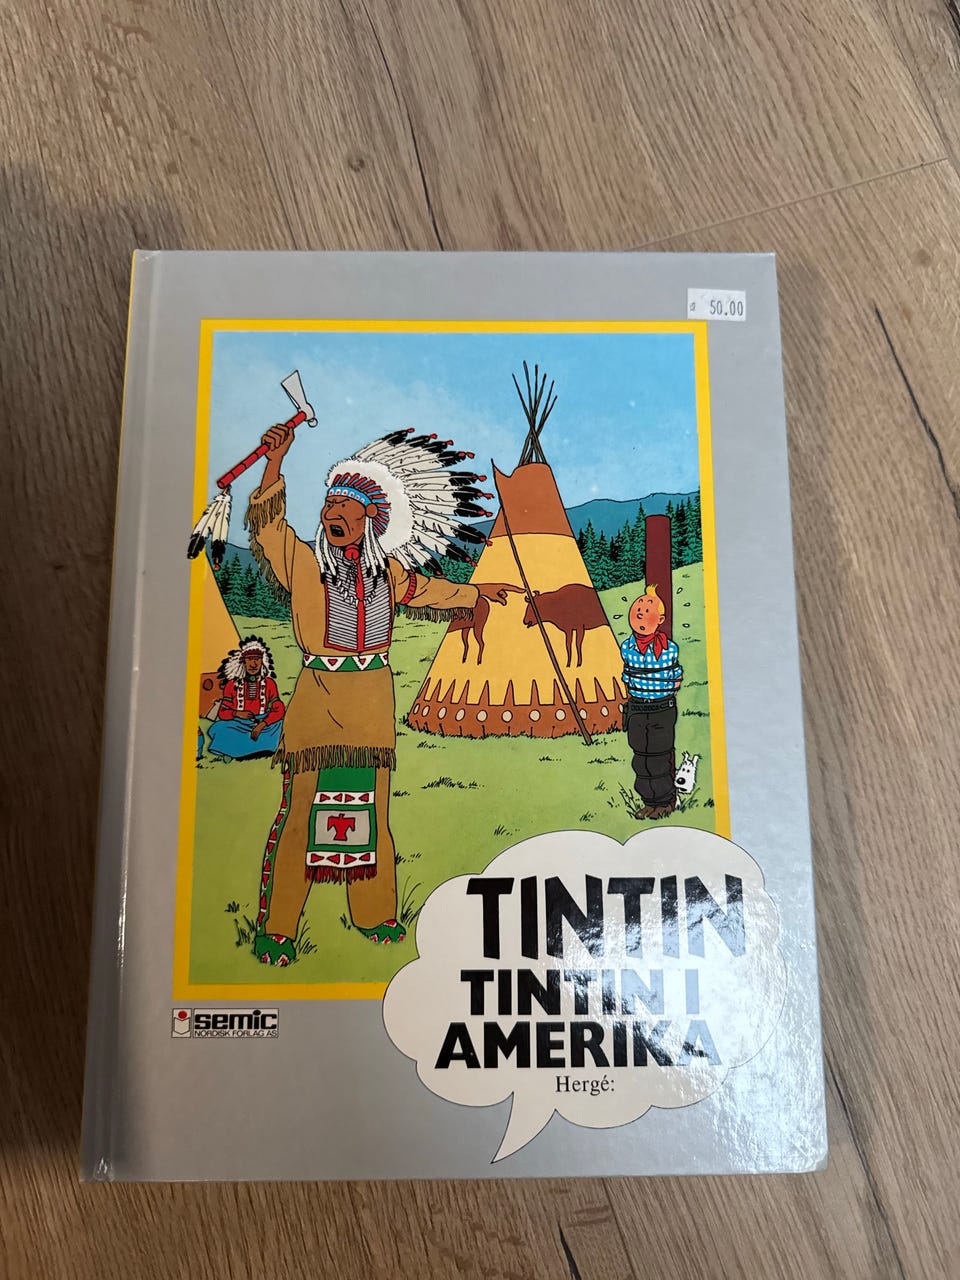 50.00
TINTIN
TINTIN I
AMERIKA
Hergé:
semic
NORDISK FORLAG AS